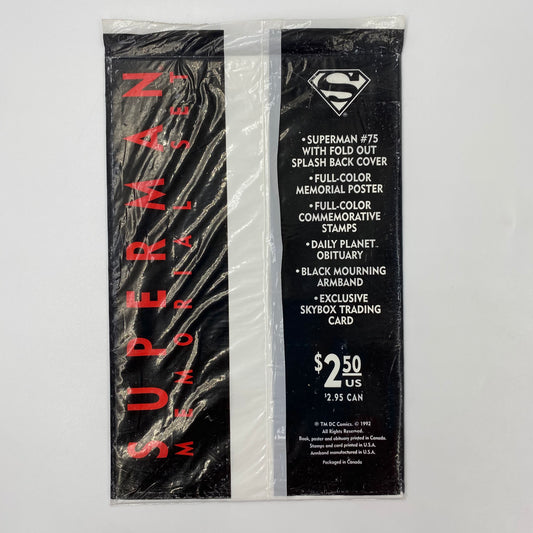 SUPERMAN
MEMORIAL SET
S
®
•SUPERMAN #75
WITH FOLD OUT
SPLASH BACK COVER
•FULL-COLOR
MEMORIAL POSTER
•FULL-COLOR
COMMEMORATIVE
STAMPS
•DAILY PLANET™
OBITUARY
•BLACK MOURNING
ARMBAND
•EXCLUSIVE
SKYBOX TRADING
CARD
$2.50
US
$2.95 CAN
® TM DC Comics. © 1992
All Rights Reserved.
Book, poster and obituary printed in Canada.
Stamps and card printed in U.S.A.
Armband manufactured in U.S.A.
Packaged in Canada